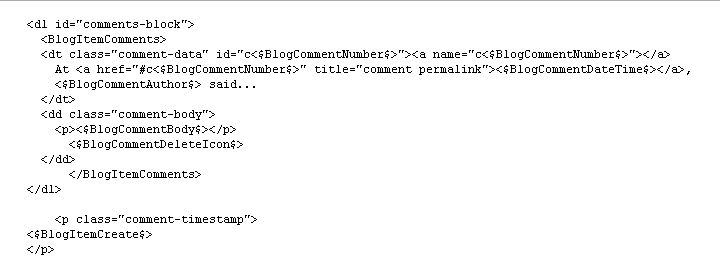 <dl id="comments-block">
<BlogItemComments>
<dt class="comment-data" id="c<$BlogCommentNumber$>"><a name="c<$BlogCommentNumber$>"></a>
At <a href="#c<$BlogCommentNumber$>" title="comment permalink"><$BlogCommentDateTime$></a>,
<$BlogCommentAuthor$> said...
</dt>
<dd class="comment-body">
<p><$BlogCommentBody$></p>
<$BlogCommentDeleteIcon$>
</dd>
</BlogItemComments>
</dl>
<p class="comment-timestamp">
<$BlogItemCreate$>
</p>